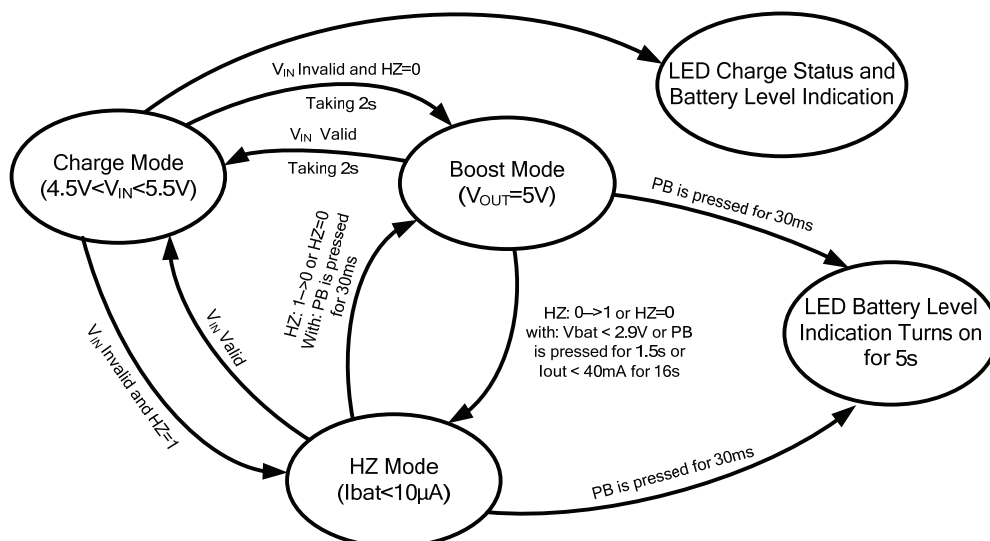 LED Charge Status and
Battery Level Indication
V_IN Invalid and HZ=0
Taking 2s
V_IN Valid
Taking 2s
Charge Mode
(4.5V<V_IN<5.5V)
Boost Mode
(V_OUT=5V)
PB is pressed for 30ms
HZ: 1-->0 or HZ=0
With: PB is pressed
for 30ms
HZ: 0-->1 or HZ=0
with: Vbat < 2.9V or PB
is pressed for 1.5s or
Iout < 40mA for 16s
LED Battery Level
Indication Turns on
for 5s
V_IN Invalid and HZ=1
V_IN Valid
HZ Mode
(Ibat<10µA)
PB is pressed for 30ms